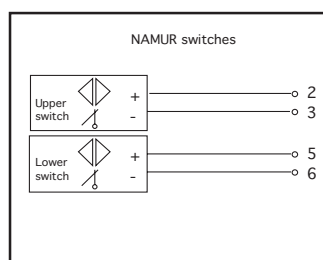 NAMUR switches
Upper
switch
+
-
2
3
Lower
switch
+
-
5
6